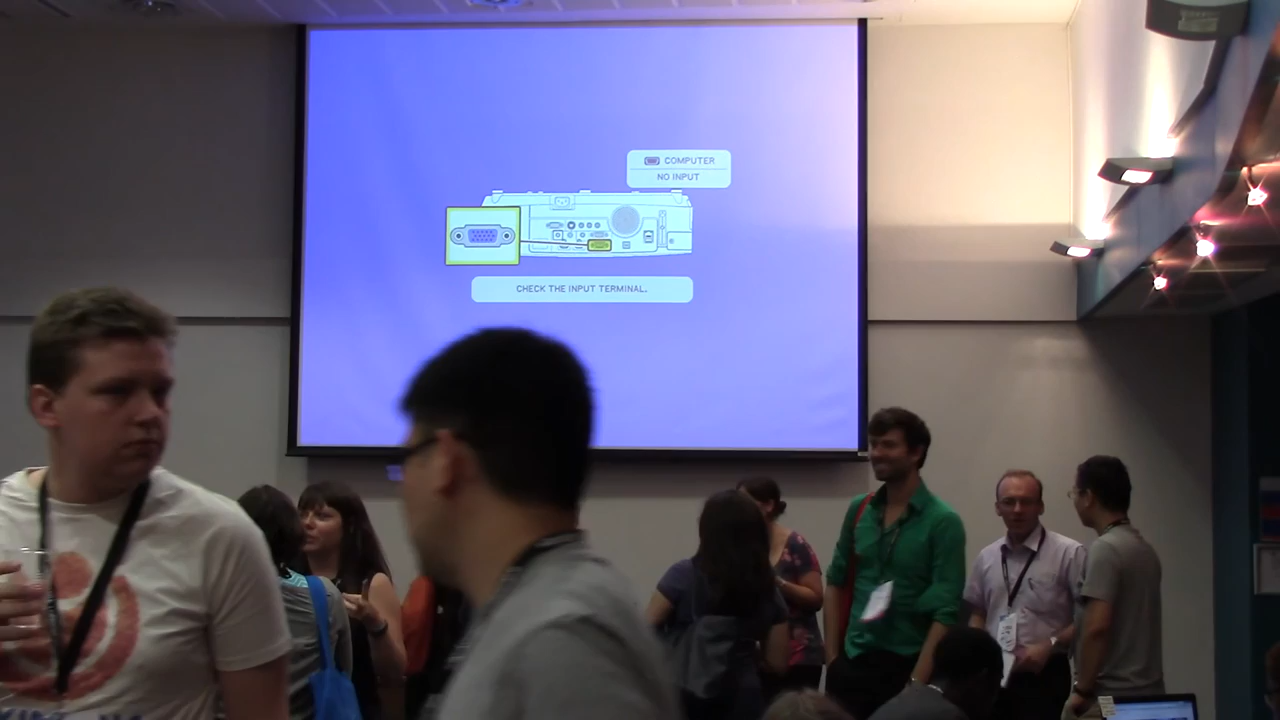 COMPUTER
NO INPUT
CHECK THE INPUT TERMINAL.